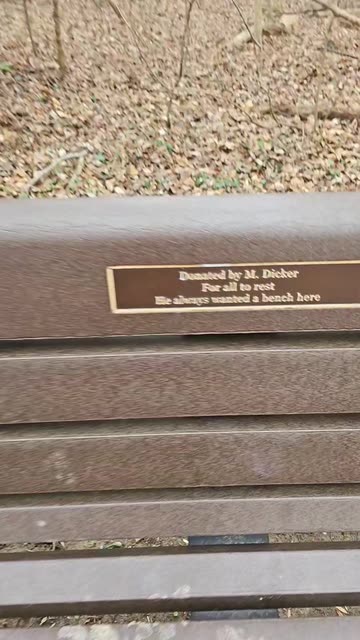 Donated by M. Dicker
For all to rest
He always wanted a bench here